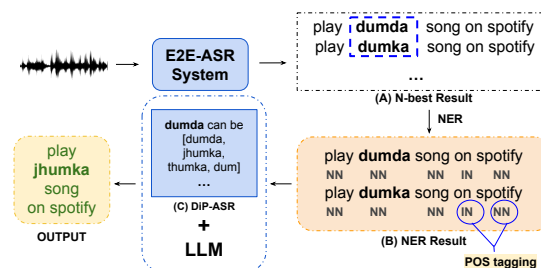 E2E-ASR
System
play dumda song on spotify
play dumka song on spotify
...
(A) N-best Result
NER
play dumda song on spotify
NN NN NN IN NN
play dumka song on spotify
NN NN NN IN NN
(B) NER Result
POS tagging
dumda can be
[dumda,
jhumka,
thumka, dum]
...
(C) DiP-ASR
+
LLM
play
jhumka
song
on spotify
OUTPUT